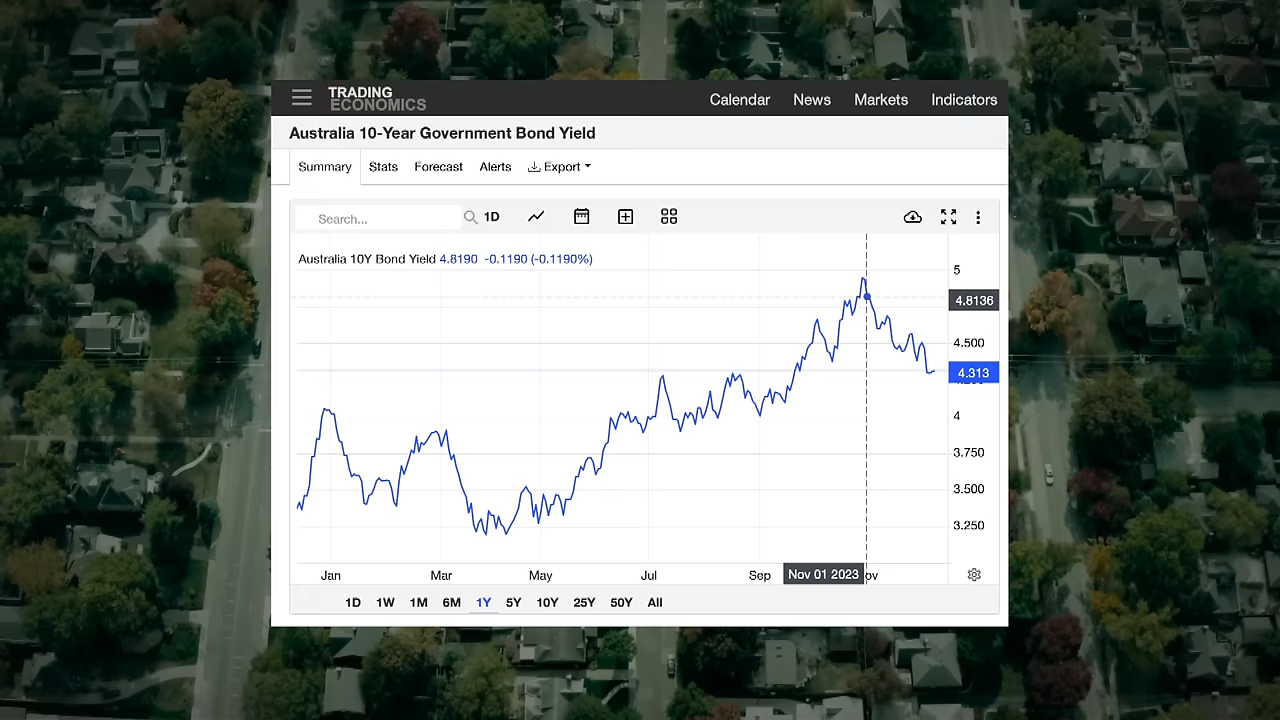 TRADING
ECONOMICS
Calendar News Markets Indicators
Australia 10-Year Government Bond Yield
Summary Stats Forecast Alerts Export
Search... 1D
Australia 10Y Bond Yield 4.8190 -0.1190 (-0.1190%)
5
4.8136
4.500
4.313
4
3.750
3.500
3.250
Jan Mar May Jul Sep Nov 01 2023 ov
1D 1W 1M 6M 1Y 5Y 10Y 25Y 50Y All